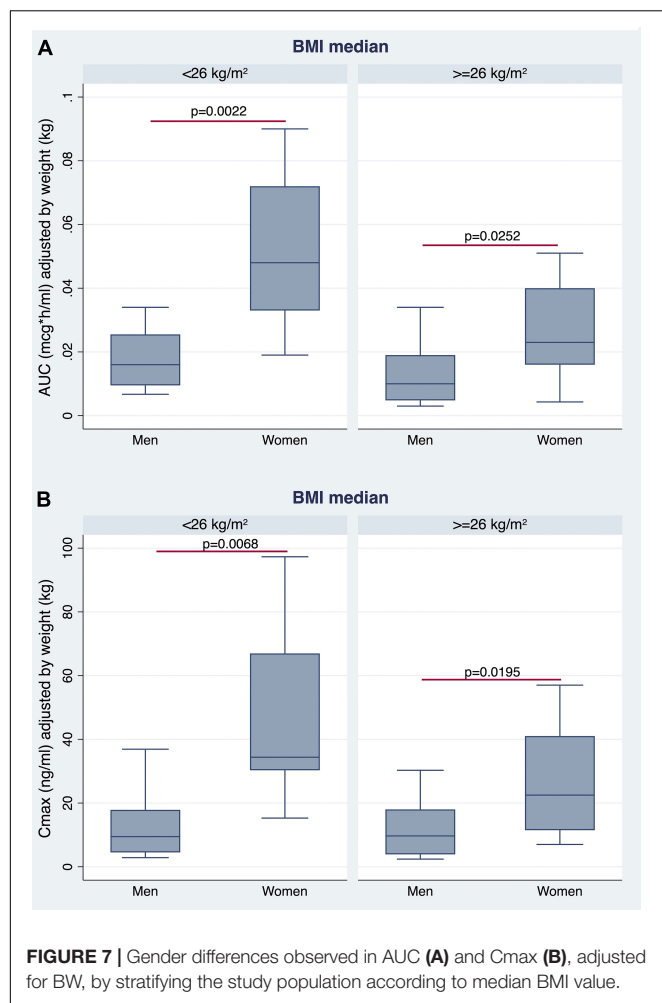 A
BMI median
<26 kg/m²
>=26 kg/m²
AUC (mcg*h/ml) adjusted by weight (kg)
.1
.08
.06
.04
.02
0
p=0.0022
p=0.0252
Men
Women
Men
Women
B
BMI median
<26 kg/m²
>=26 kg/m²
Cmax (ng/ml) adjusted by weight (kg)
100
80
60
40
20
0
p=0.0068
p=0.0195
Men
Women
Men
Women
FIGURE 7 | Gender differences observed in AUC (A) and Cmax (B), adjusted
for BW, by stratifying the study population according to median BMI value.